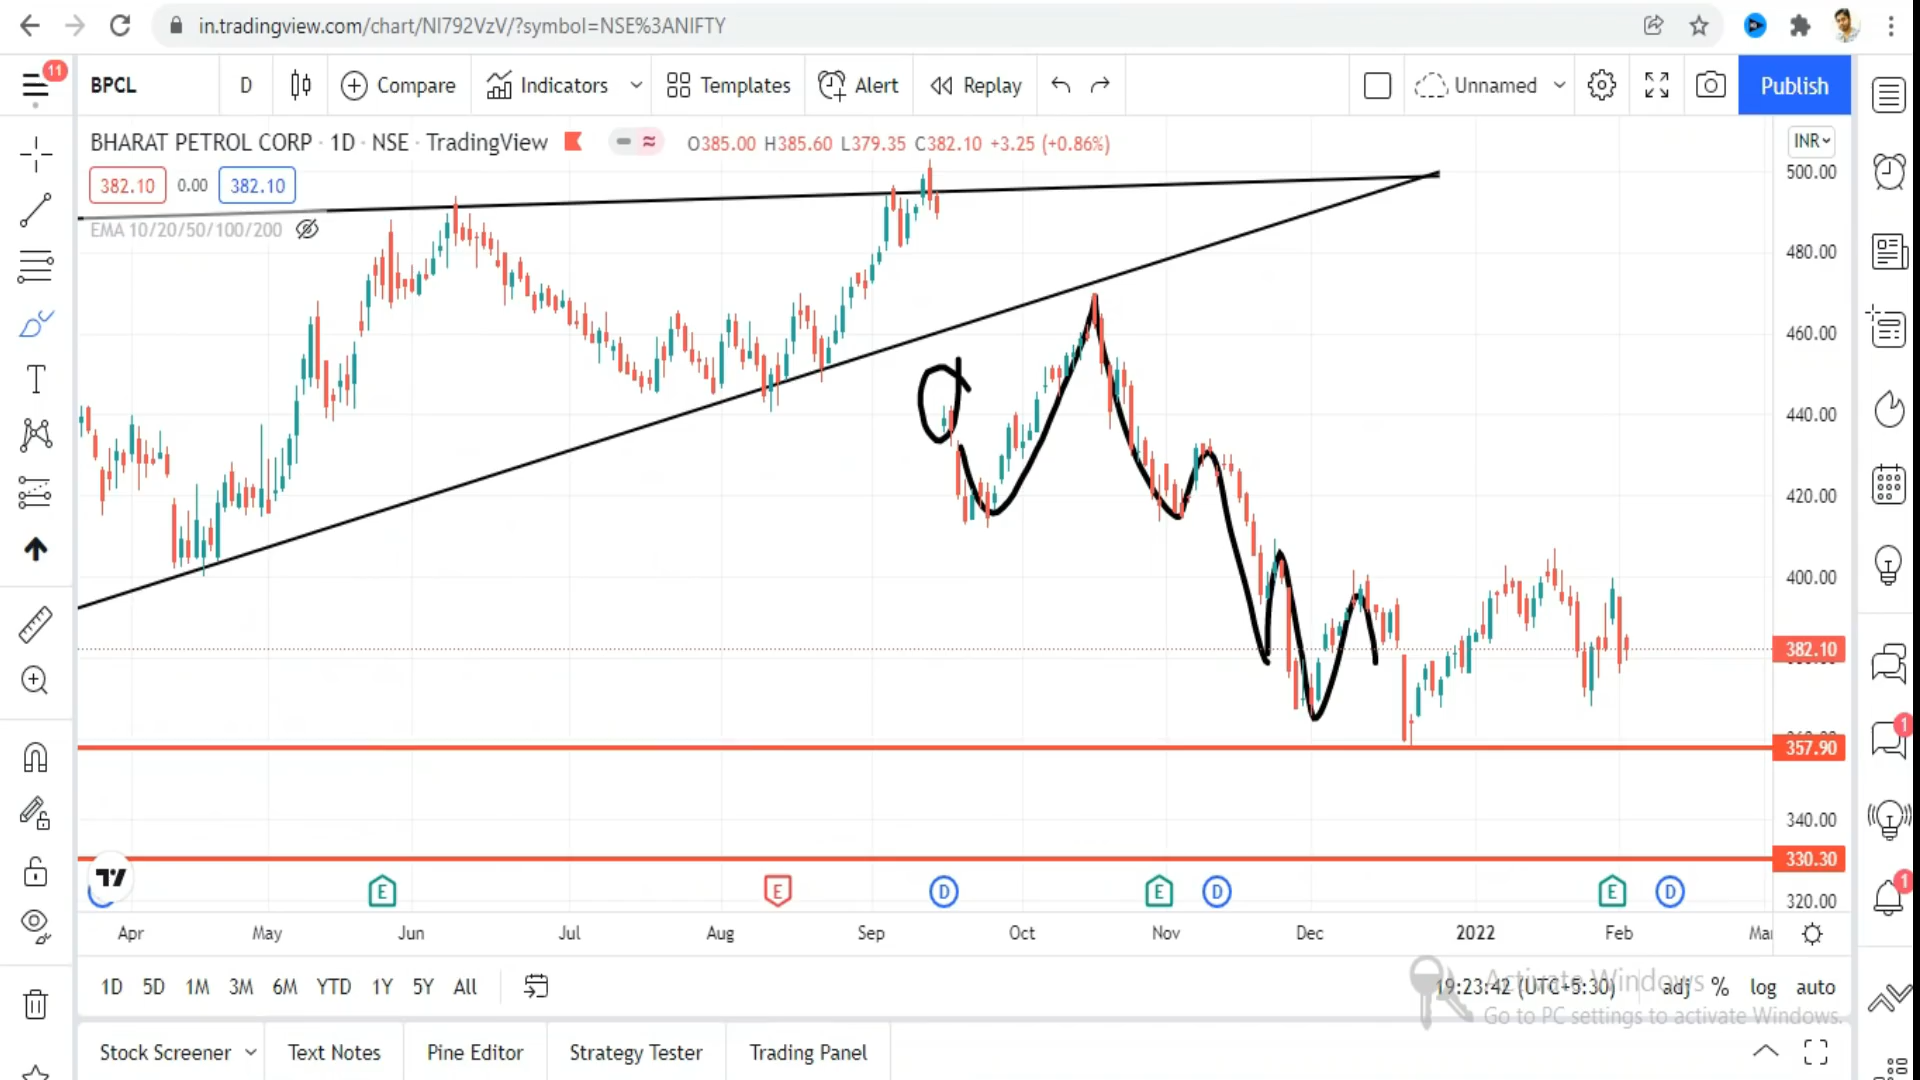 in.tradingview.com/chart/NI792VzV/?symbol=NSE%3ANIFTY
11
BPCL D Compare Indicators Templates Alert Replay Unnamed Publish
BHARAT PETROL CORP · 1D · NSE · TradingView O385.00 H385.60 L379.35 C382.10 +3.25 (+0.86%) INR
382.10 0.00 382.10
EMA 10/20/50/100/200
500.00
480.00
460.00
440.00
420.00
400.00
382.10
357.90
340.00
330.30
320.00
E E D E D E D
Apr May Jun Jul Aug Sep Oct Nov Dec 2022 Feb
1
1
1D 5D 1M 3M 6M YTD 1Y 5Y All 19:23:42 (UTC+5:30) adj % log auto
Activate Windows
Go to PC settings to activate Windows.
Stock Screener Text Notes Pine Editor Strategy Tester Trading Panel